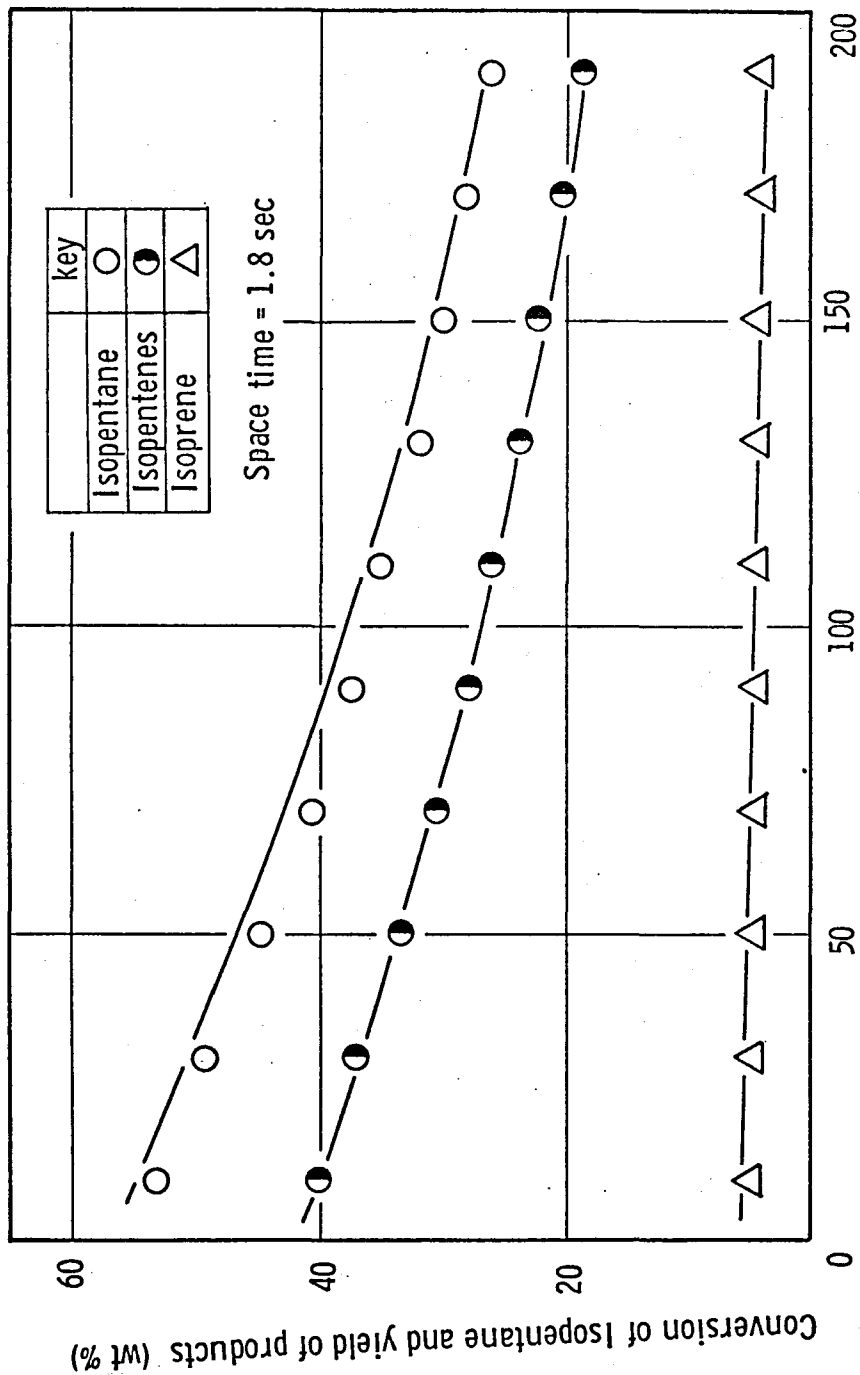 Conversion of Isopentane and yield of products (wt %)
60
40
20
0
50
100
150
200
key
Isopentane
Isopentenes
Isoprene
Space time = 1.8 sec